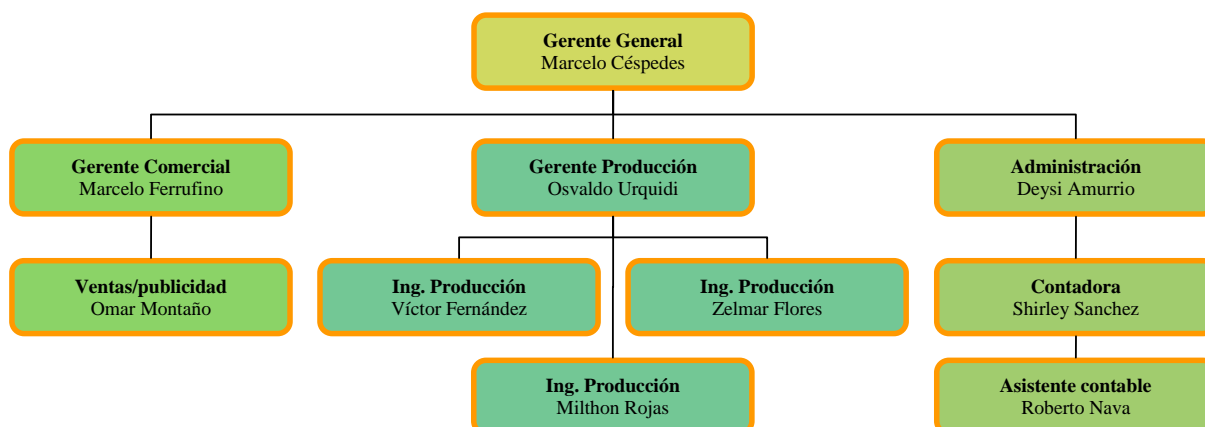 Gerente General
Marcelo Céspedes
Gerente Comercial
Marcelo Ferrufino
Gerente Producción
Osvaldo Urquidi
Administración
Deysi Amurrio
Ventas/publicidad
Omar Montaño
Ing. Producción
Víctor Fernández
Ing. Producción
Zelmar Flores
Contadora
Shirley Sanchez
Ing. Producción
Milthon Rojas
Asistente contable
Roberto Nava